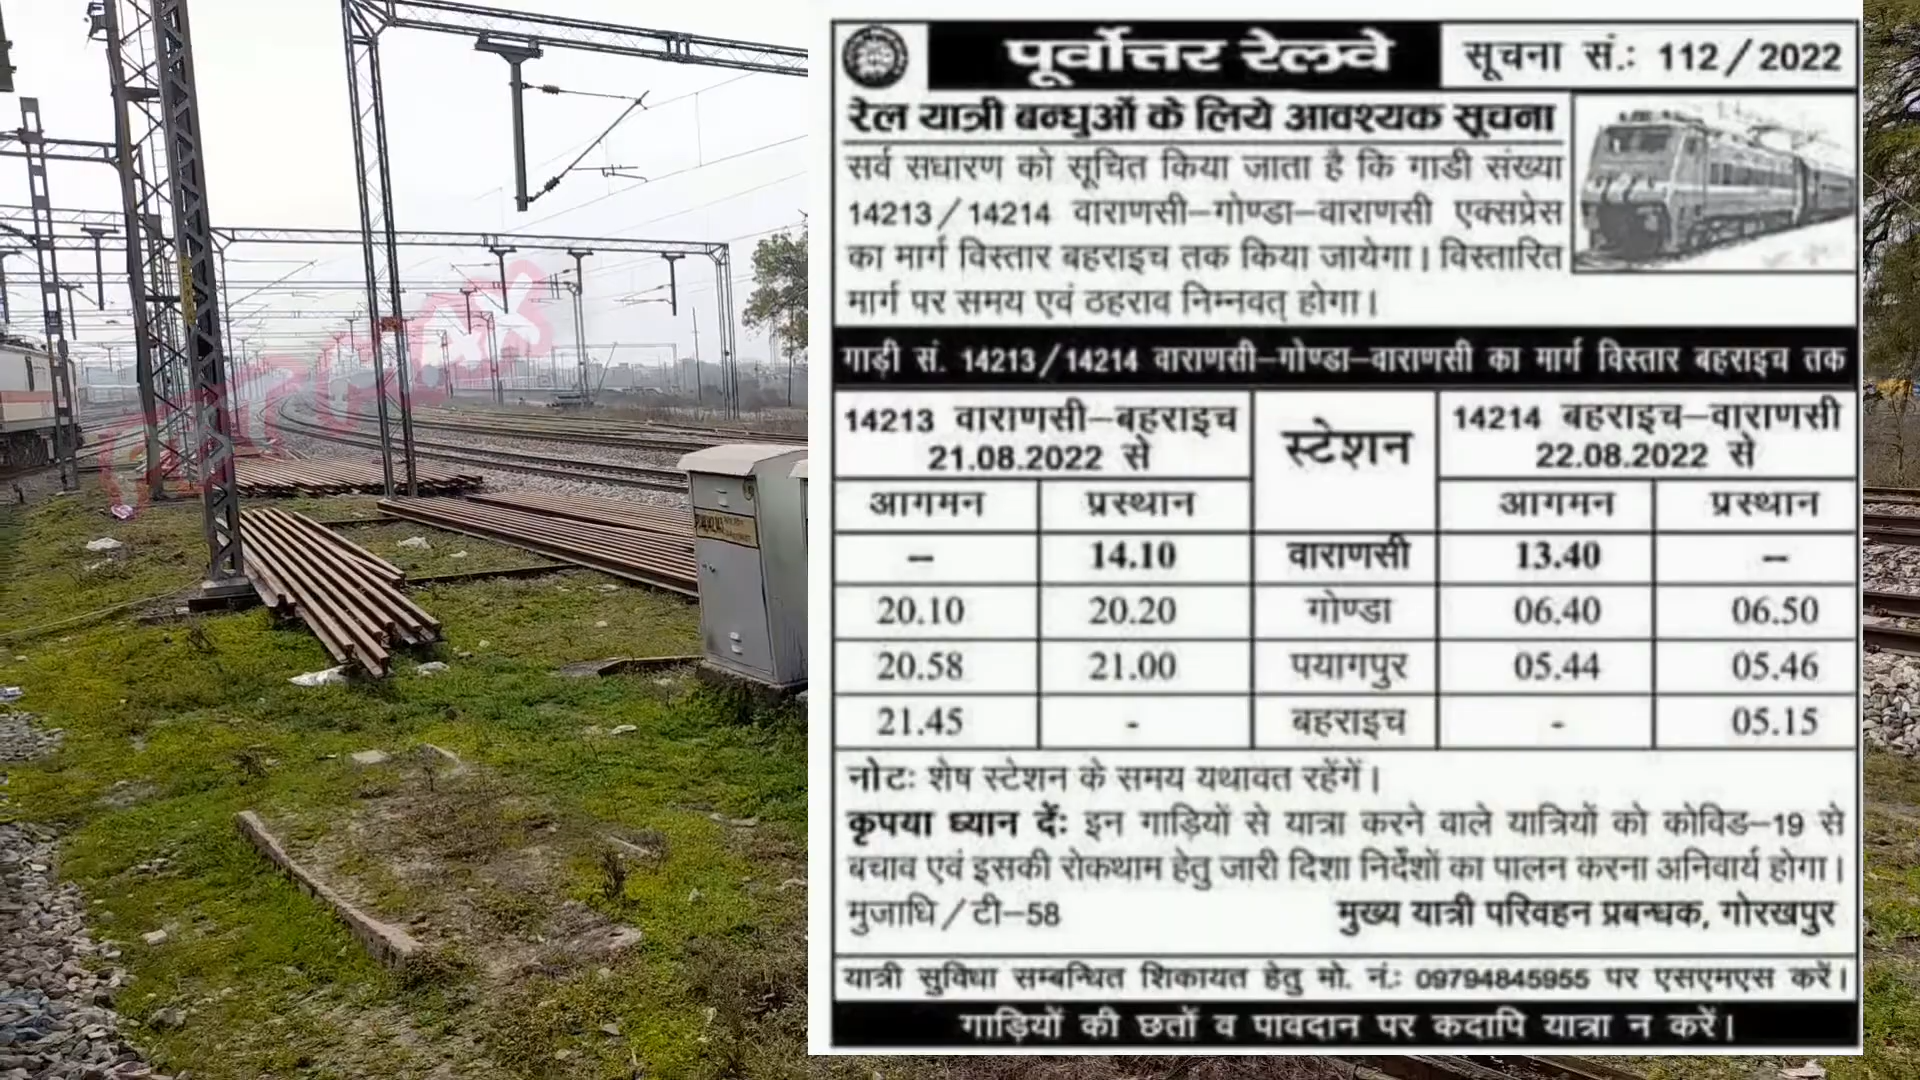 पूर्वोत्तर रेलवे
सूचना सं.: 112/2022
रेल यात्री बन्धुओं के लिये आवश्यक सूचना
सर्व सधारण को सूचित किया जाता है कि गाडी संख्या
14213/14214 वाराणसी–गोण्डा–वाराणसी एक्सप्रेस
का मार्ग विस्तार बहराइच तक किया जायेगा। विस्तारित
मार्ग पर समय एवं ठहराव निम्नवत् होगा।
गाड़ी सं. 14213/14214 वाराणसी–गोण्डा–वाराणसी का मार्ग विस्तार बहराइच तक
14213 वाराणसी–बहराइच स्टेशन 14214 बहराइच–वाराणसी
21.08.2022 से 22.08.2022 से
आगमन प्रस्थान आगमन प्रस्थान
– 14.10 वाराणसी 13.40 –
20.10 20.20 गोण्डा 06.40 06.50
20.58 21.00 पयागपुर 05.44 05.46
21.45 - बहराइच - 05.15
नोटः शेष स्टेशन के समय यथावत रहेंगें।
कृपया ध्यान दें: इन गाड़ियों से यात्रा करने वाले यात्रियों को कोविड–19 से
बचाव एवं इसकी रोकथाम हेतु जारी दिशा निर्देशों का पालन करना अनिवार्य होगा।
मुजाधि/टी–58 मुख्य यात्री परिवहन प्रबन्धक, गोरखपुर
यात्री सुविधा सम्बन्धित शिकायत हेतु मो. नं.: 09794845955 पर एसएमएस करें।
गाड़ियों की छतों व पावदान पर कदापि यात्रा न करें।